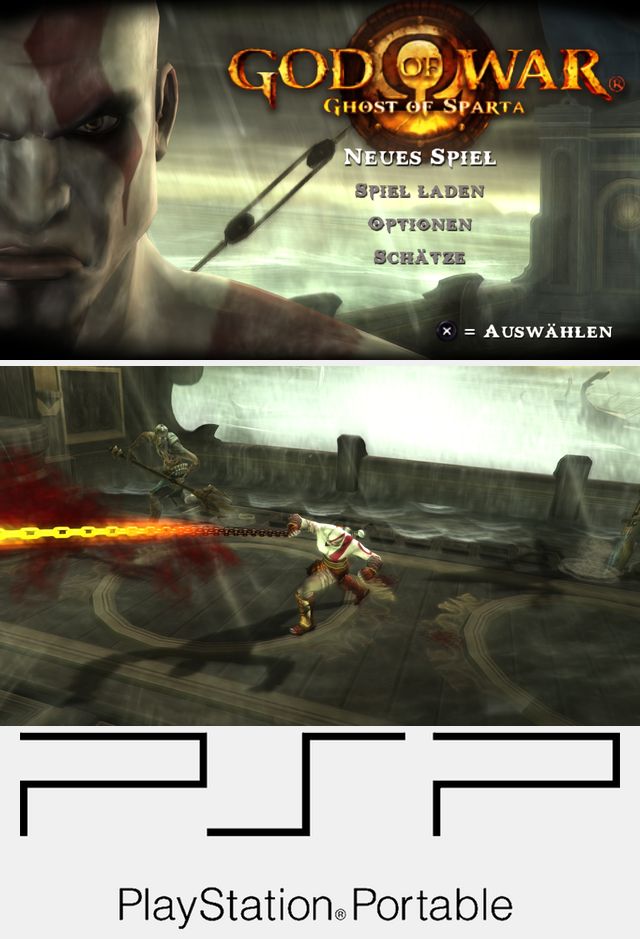 GOD OF WAR®
GHOST OF SPARTA
NEUES SPIEL
SPIEL LADEN
OPTIONEN
SCHÄTZE
= AUSWÄHLEN
PSP
PlayStation®Portable